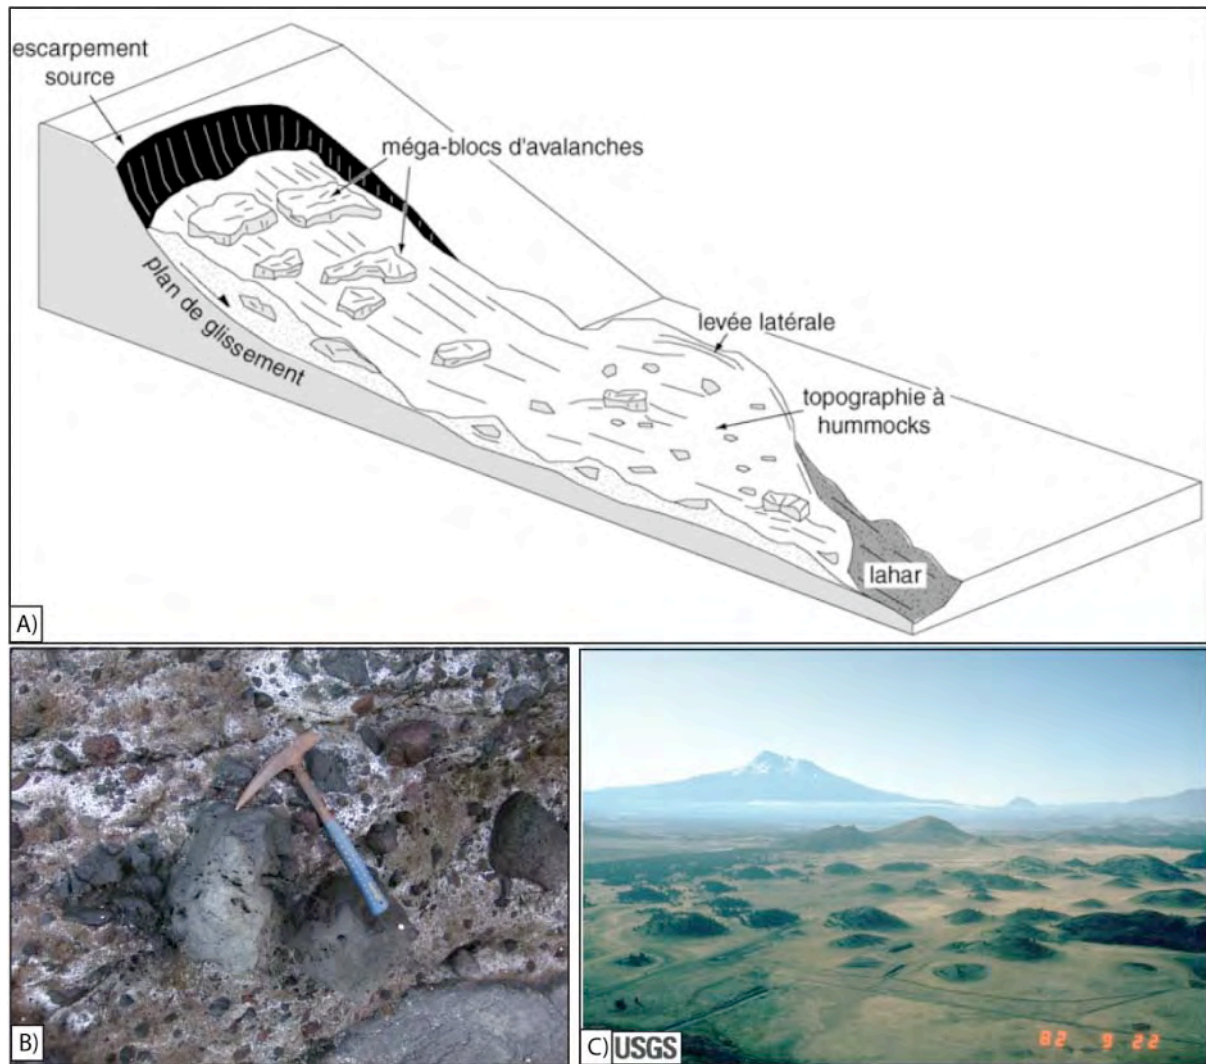 escarpement
source
méga-blocs d'avalanches
plan de glissement
levée latérale
topographie à
hummocks
lahar
A)
B)
C) USGS
82 9 22